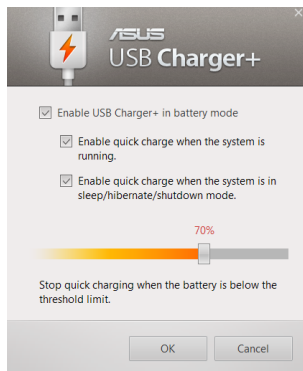 ASUS
USB Charger+
Enable USB Charger+ in battery mode
Enable quick charge when the system is
running.
Enable quick charge when the system is in
sleep/hibernate/shutdown mode.
70%
Stop quick charging when the battery is below the
threshold limit.
OK
Cancel